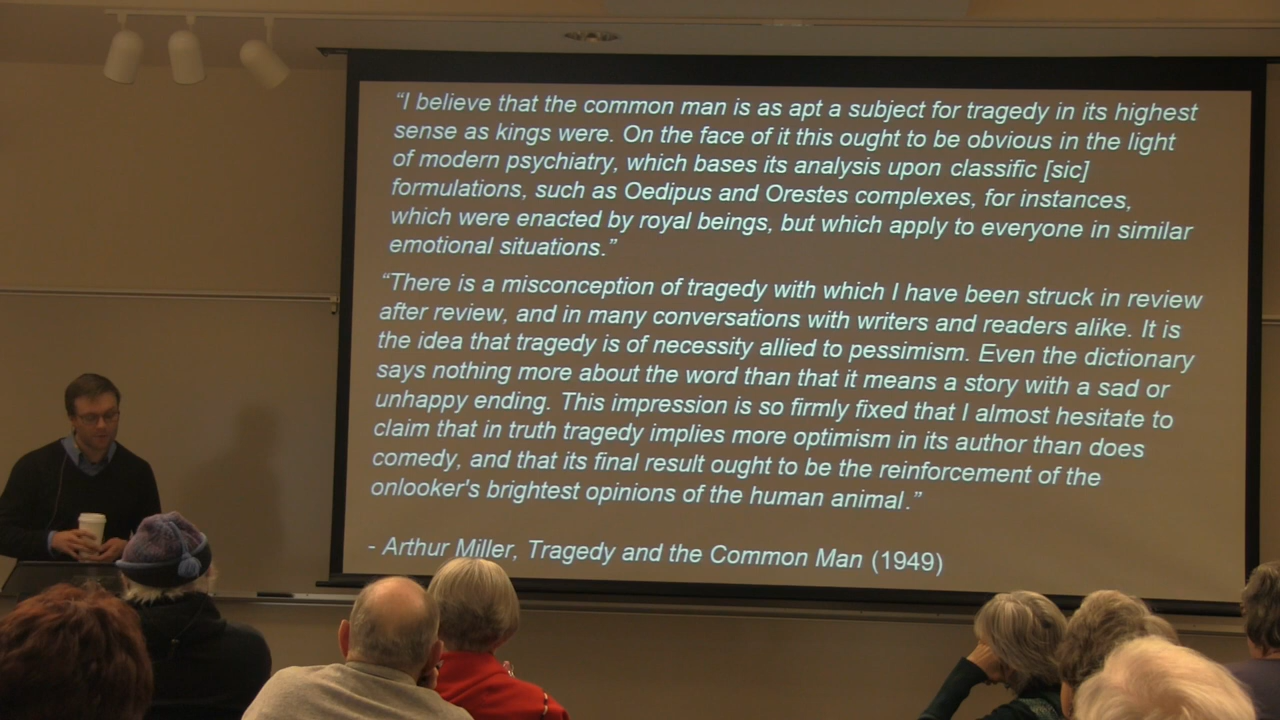 “I believe that the common man is as apt a subject for tragedy in its highest
sense as kings were. On the face of it this ought to be obvious in the light
of modern psychiatry, which bases its analysis upon classific [sic]
formulations, such as Oedipus and Orestes complexes, for instances,
which were enacted by royal beings, but which apply to everyone in similar
emotional situations.”
“There is a misconception of tragedy with which I have been struck in review
after review, and in many conversations with writers and readers alike. It is
the idea that tragedy is of necessity allied to pessimism. Even the dictionary
says nothing more about the word than that it means a story with a sad or
unhappy ending. This impression is so firmly fixed that I almost hesitate to
claim that in truth tragedy implies more optimism in its author than does
comedy, and that its final result ought to be the reinforcement of the
onlooker's brightest opinions of the human animal.”
- Arthur Miller, Tragedy and the Common Man (1949)